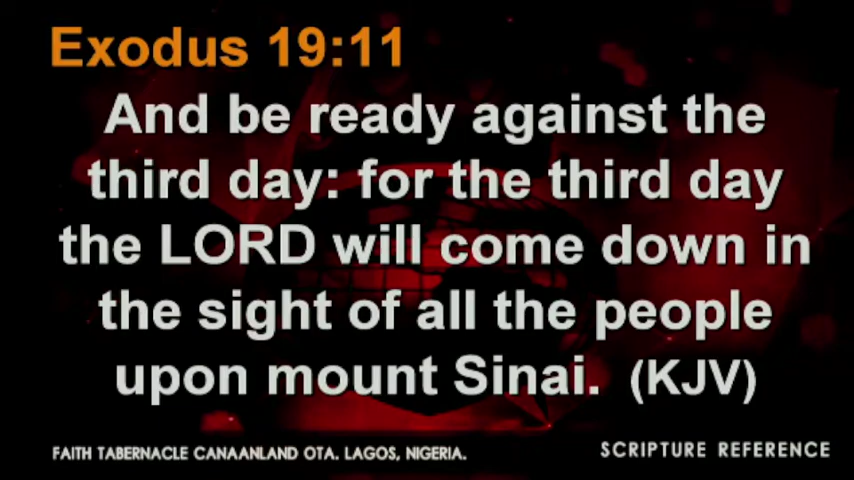 Exodus 19:11
And be ready against the
third day: for the third day
the LORD will come down in
the sight of all the people
upon mount Sinai. (KJV)
FAITH TABERNACLE CANAANLAND OTA. LAGOS, NIGERIA.
SCRIPTURE REFERENCE